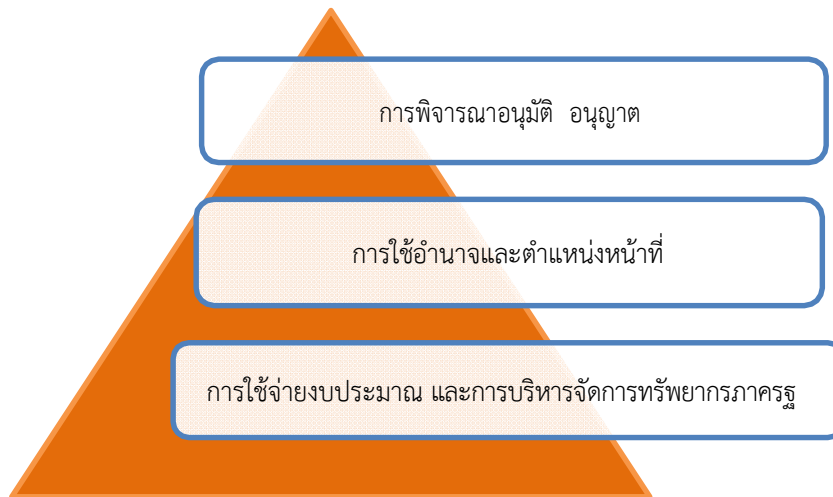 การพิจารณาอนุมัติ อนุญาต
การใช้อำนาจและตำแหน่งหน้าที่
การใช้จ่ายงบประมาณ และการบริหารจัดการทรัพยากรภาครฐ